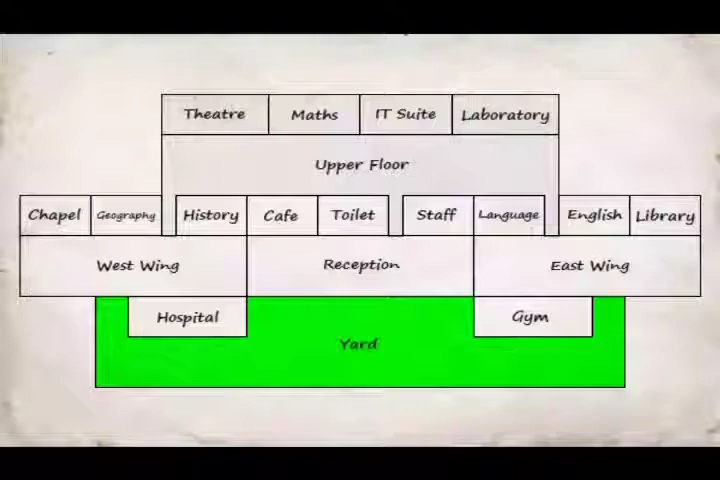 Theatre Maths IT Suite Laboratory
Upper Floor
Chapel Geography History Cafe Toilet Staff Language English Library
West Wing Reception East Wing
Hospital Gym
Yard